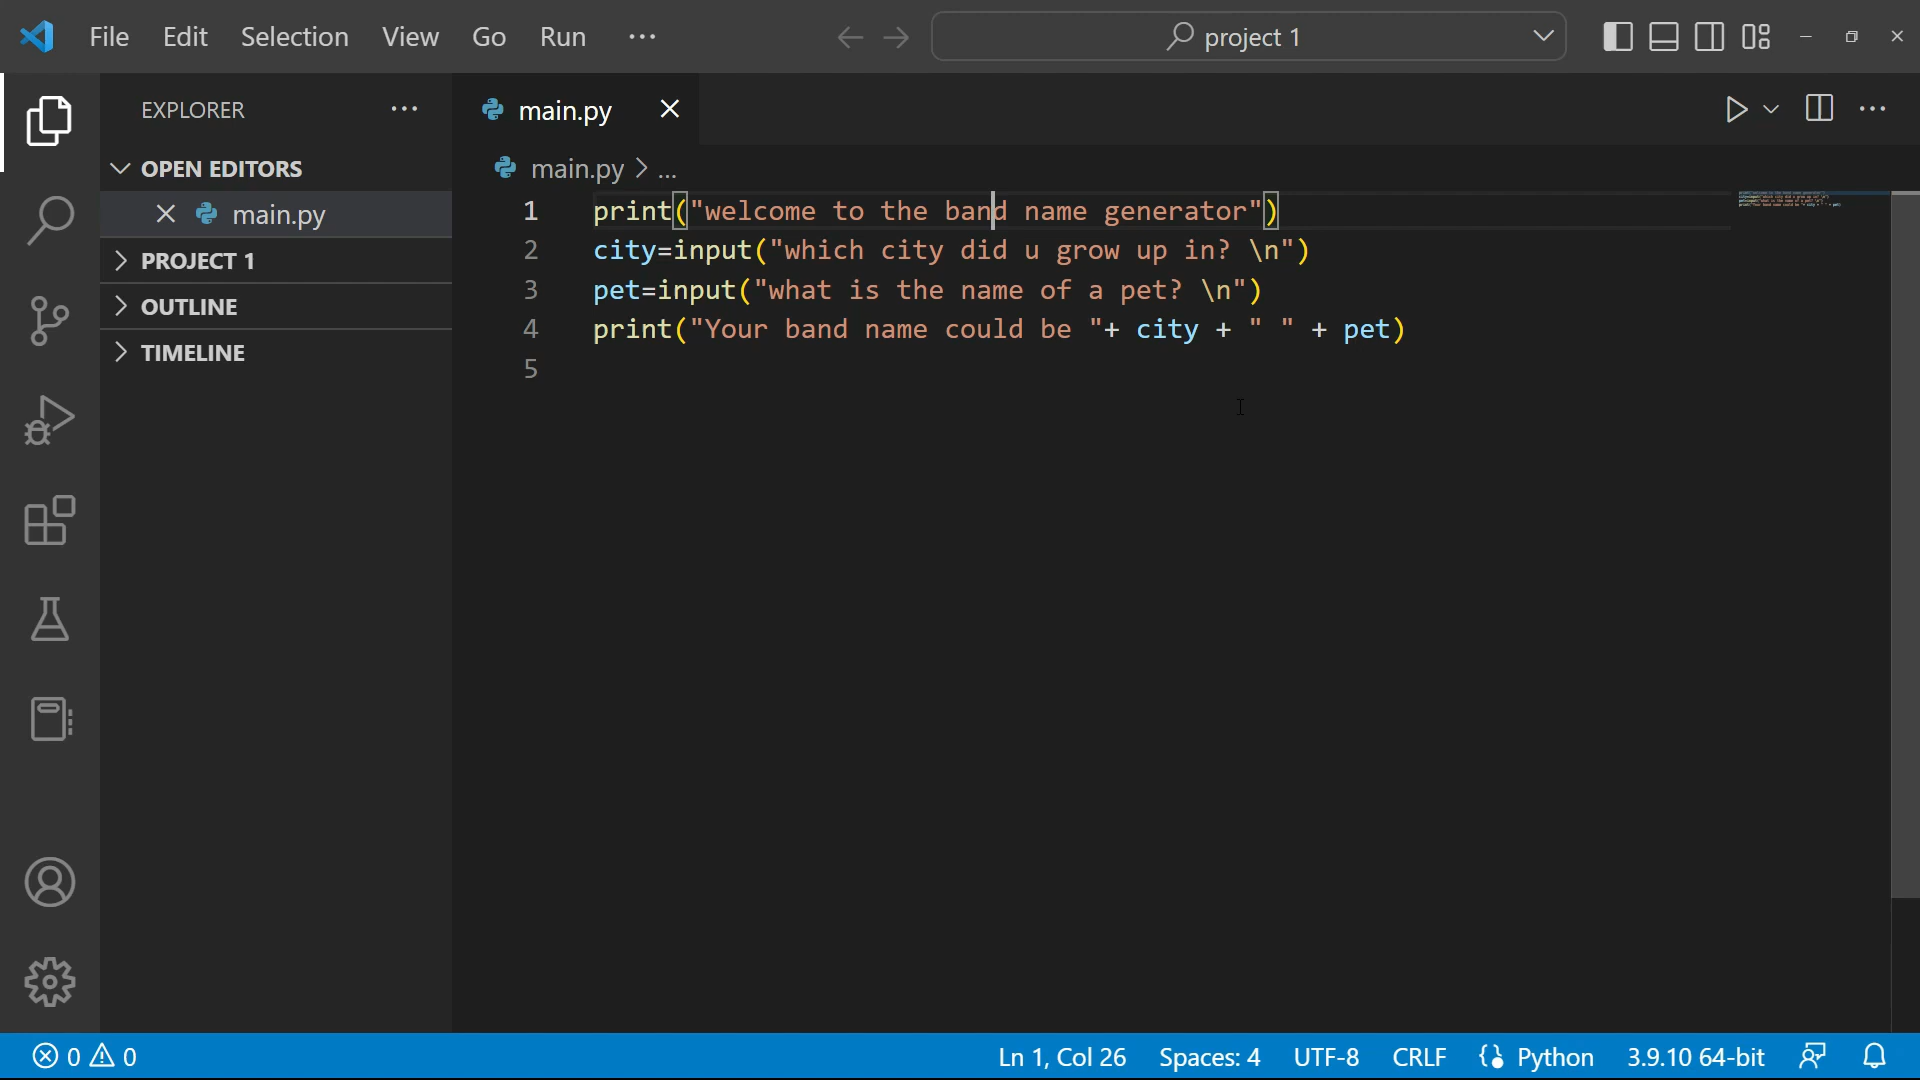 File Edit Selection View Go Run ...
project 1
EXPLORER ...
OPEN EDITORS
main.py
PROJECT 1
OUTLINE
TIMELINE
main.py
main.py > ...
1 print("welcome to the band name generator")
2 city=input("which city did u grow up in? \n")
3 pet=input("what is the name of a pet? \n")
4 print("Your band name could be "+ city + " " + pet)
5
0 0 Ln 1, Col 26 Spaces: 4 UTF-8 CRLF Python 3.9.10 64-bit